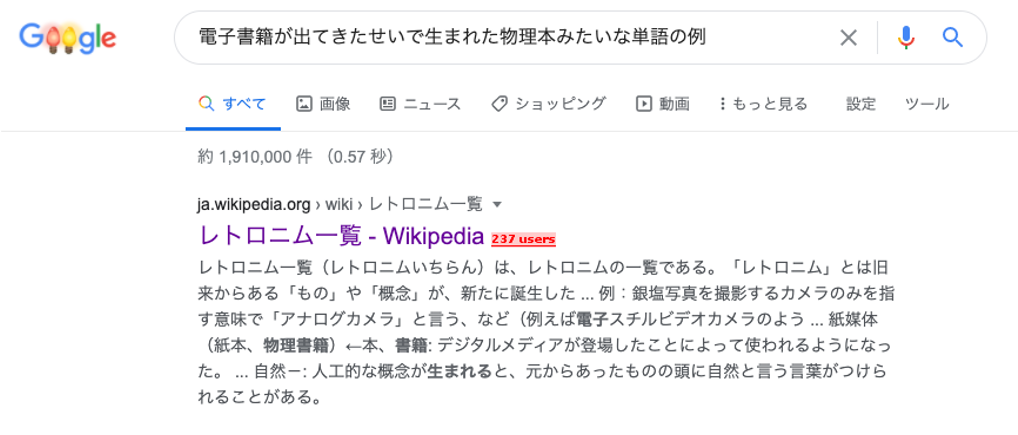 Google
電子書籍が出てきたせいで生まれた物理本みたいな単語の例
すべて 画像 ニュース ショッピング 動画 もっと見る 設定 ツール
約 1,910,000 件 （0.57 秒）
ja.wikipedia.org › wiki › レトロニム一覧
レトロニム一覧 - Wikipedia 237 users
レトロニム一覧（レトロニムいちらん）は、レトロニムの一覧である。「レトロニム」とは旧
来からある「もの」や「概念」が、新たに誕生した ... 例：銀塩写真を撮影するカメラのみを指
す意味で「アナログカメラ」と言う、など（例えば電子スチルビデオカメラのよう ... 紙媒体
（紙本、物理書籍）←本、書籍: デジタルメディアが登場したことによって使われるようになっ
た。 ... 自然－: 人工的な概念が生まれると、元からあったものの頭に自然と言う言葉がつけら
れることがある。